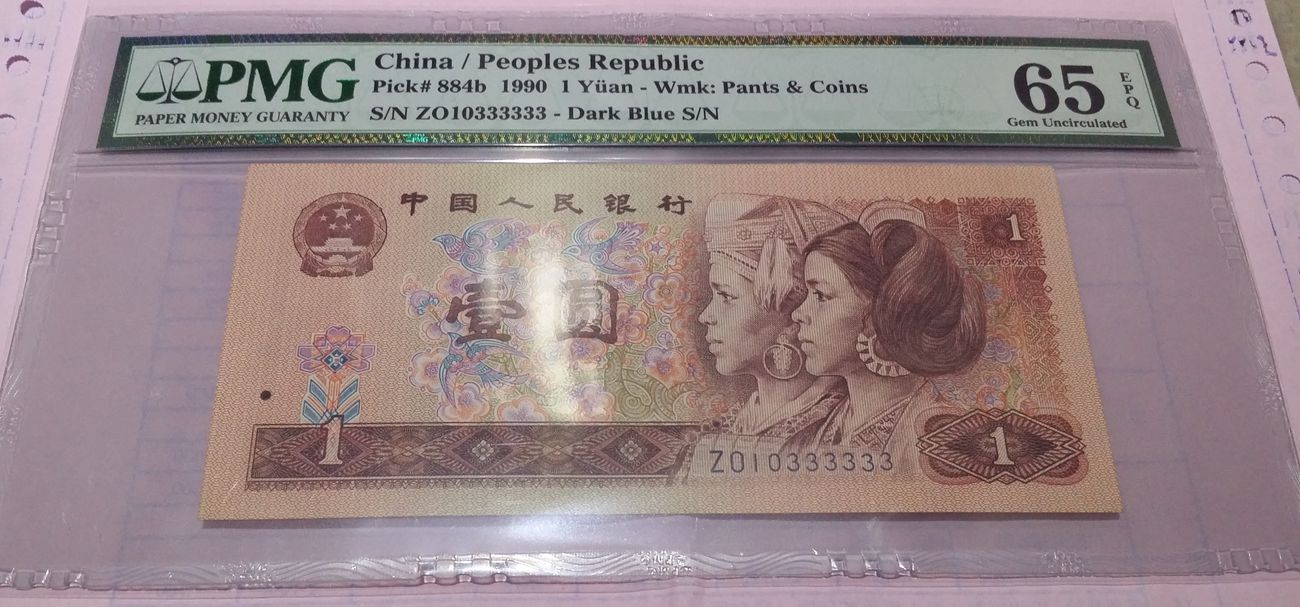 PMG
PAPER MONEY GUARANTY
China / Peoples Republic
Pick# 884b 1990 1 Yüan - Wmk: Pants & Coins
S/N ZO10333333 - Dark Blue S/N
65 EPQ
Gem Uncirculated
中国人民银行
1
壹圆
1
ZO10333333
1